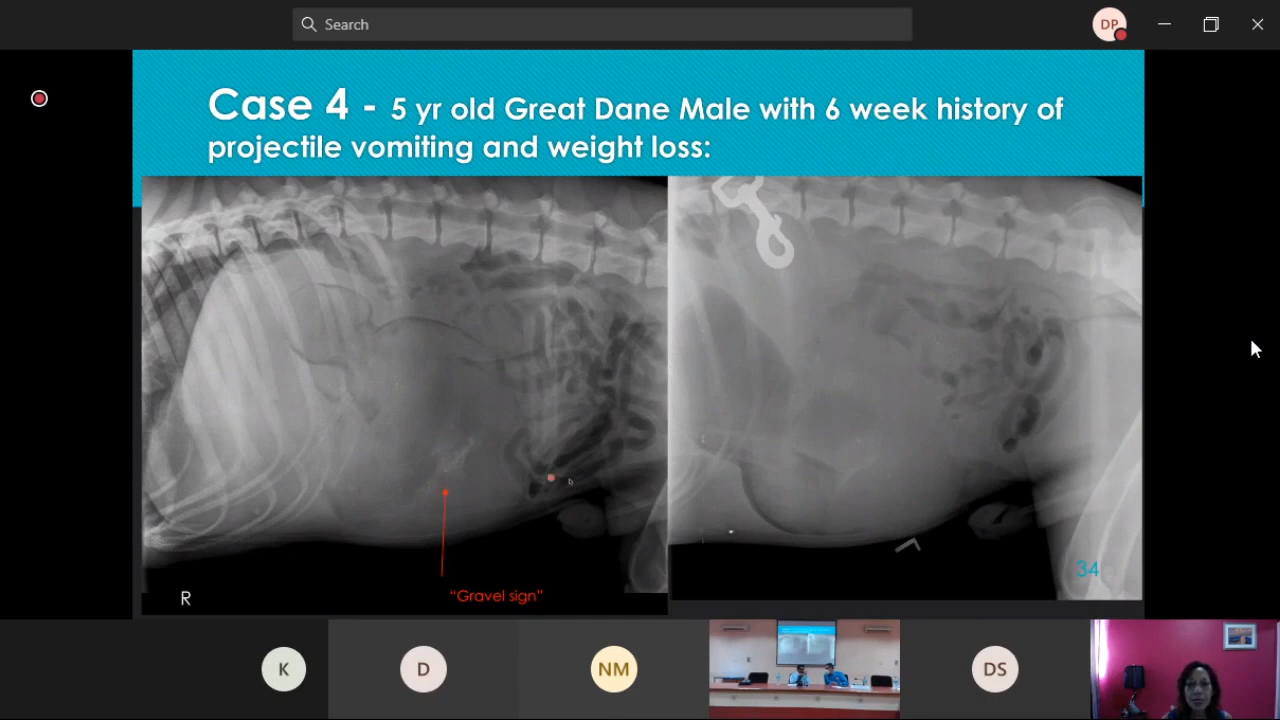 Search
DP
Case 4 - 5 yr old Great Dane Male with 6 week history of
projectile vomiting and weight loss:
R
"Gravel sign"
L
34
K
D
NM
DS